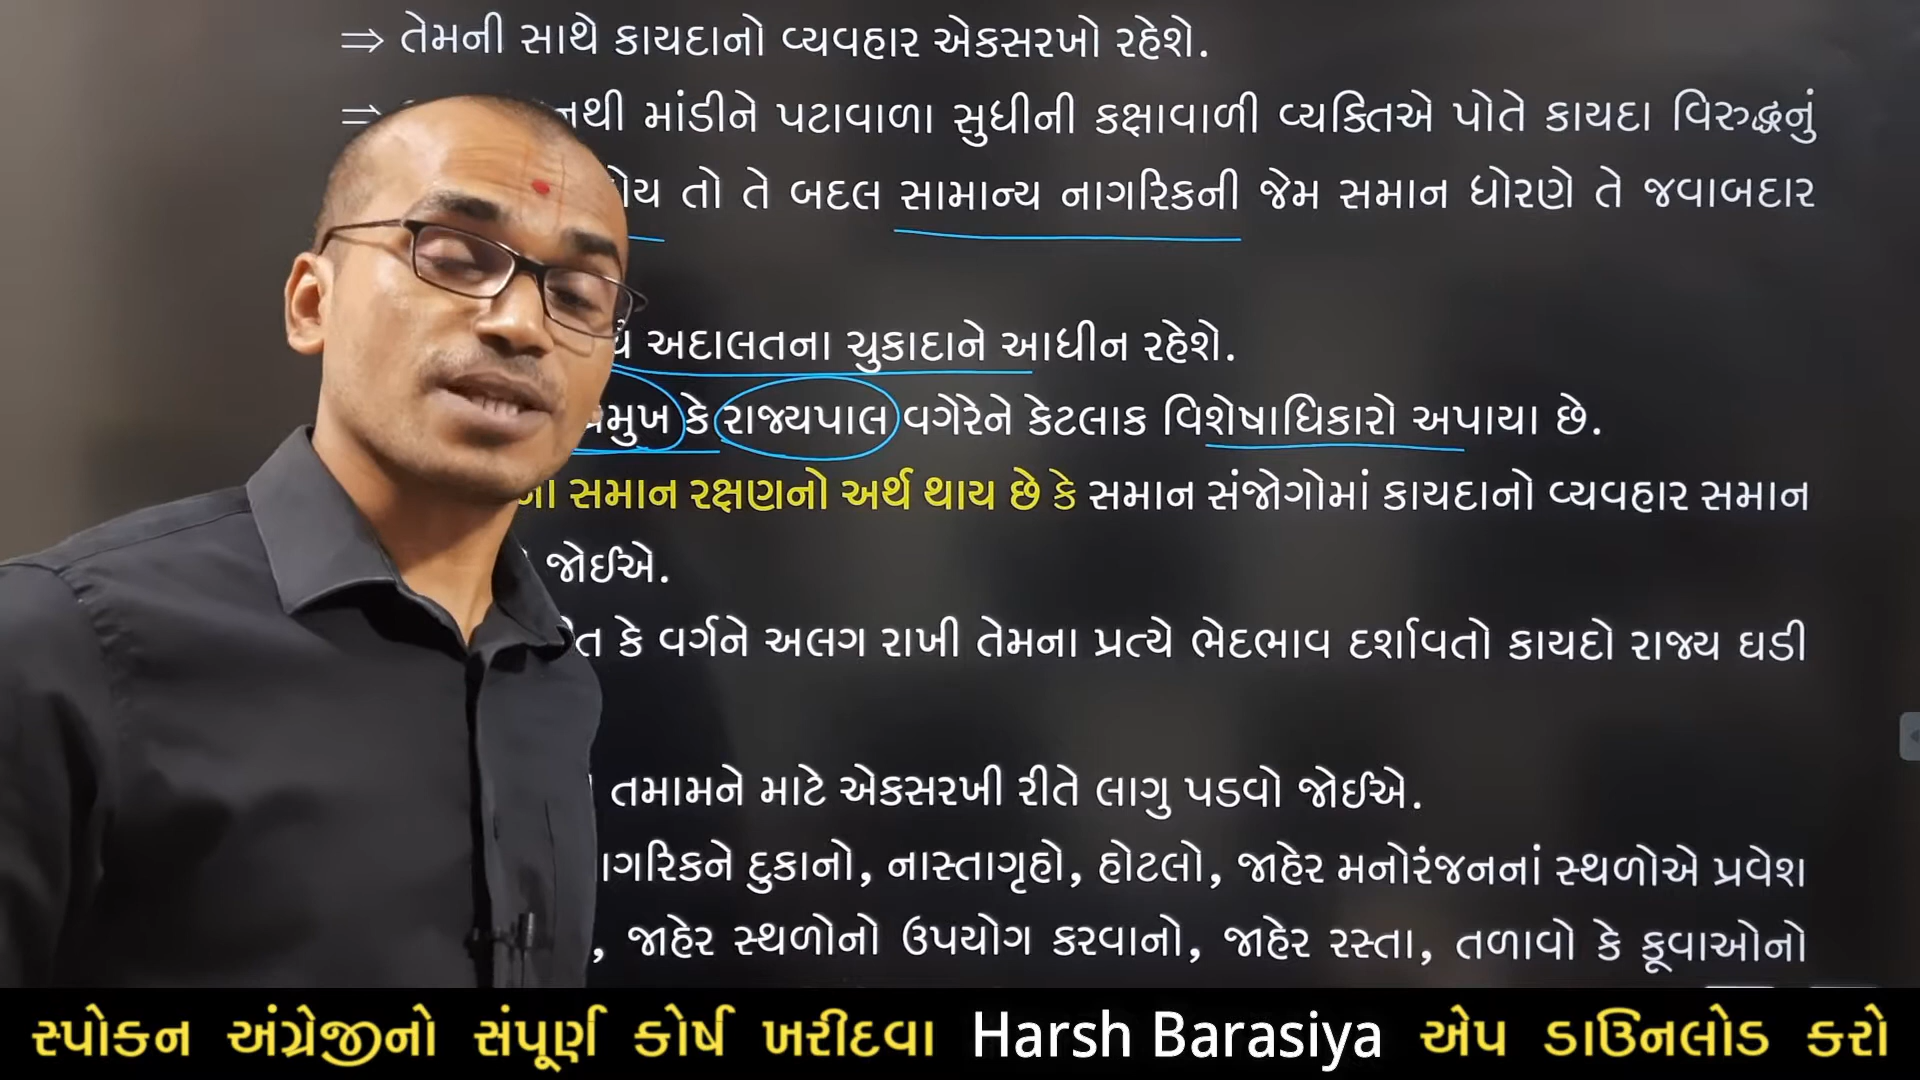 ⇒ તેમની સાથે કાયદાનો વ્યવહાર એકસરખો રહેશે.
⇒ માંડીને પટાવાળા સુધીની કક્ષાવાળી વ્યક્તિએ પોતે કાયદા વિરુદ્ધનું
તો તે બદલ સામાન્ય નાગરિકની જેમ સમાન ધોરણે તે જવાબદાર
અદાલતના ચુકાદાને આધીન રહેશે.
કે રાજ્યપાલ વગેરેને કેટલાક વિશેષાધિકારો અપાયા છે.
સમાન રક્ષણનો અર્થ થાય છે કે સમાન સંજોગોમાં કાયદાનો વ્યવહાર સમાન
જોઈએ.
કે વર્ગને અલગ રાખી તેમના પ્રત્યે ભેદભાવ દર્શાવતો કાયદો રાજ્ય ઘડી
તમામને માટે એકસરખી રીતે લાગુ પડવો જોઈએ.
દુકાનો, નાસ્તાગૃહો, હોટલો, જાહેર મનોરંજનનાં સ્થળોએ પ્રવેશ
, જાહેર સ્થળોનો ઉપયોગ કરવાનો, જાહેર રસ્તા, તળાવો કે કૂવાઓનો
સ્પોકન અંગ્રેજીનો સંપૂર્ણ કોર્ષ ખરીદવા Harsh Barasiya એપ ડાઉનલોડ કરો